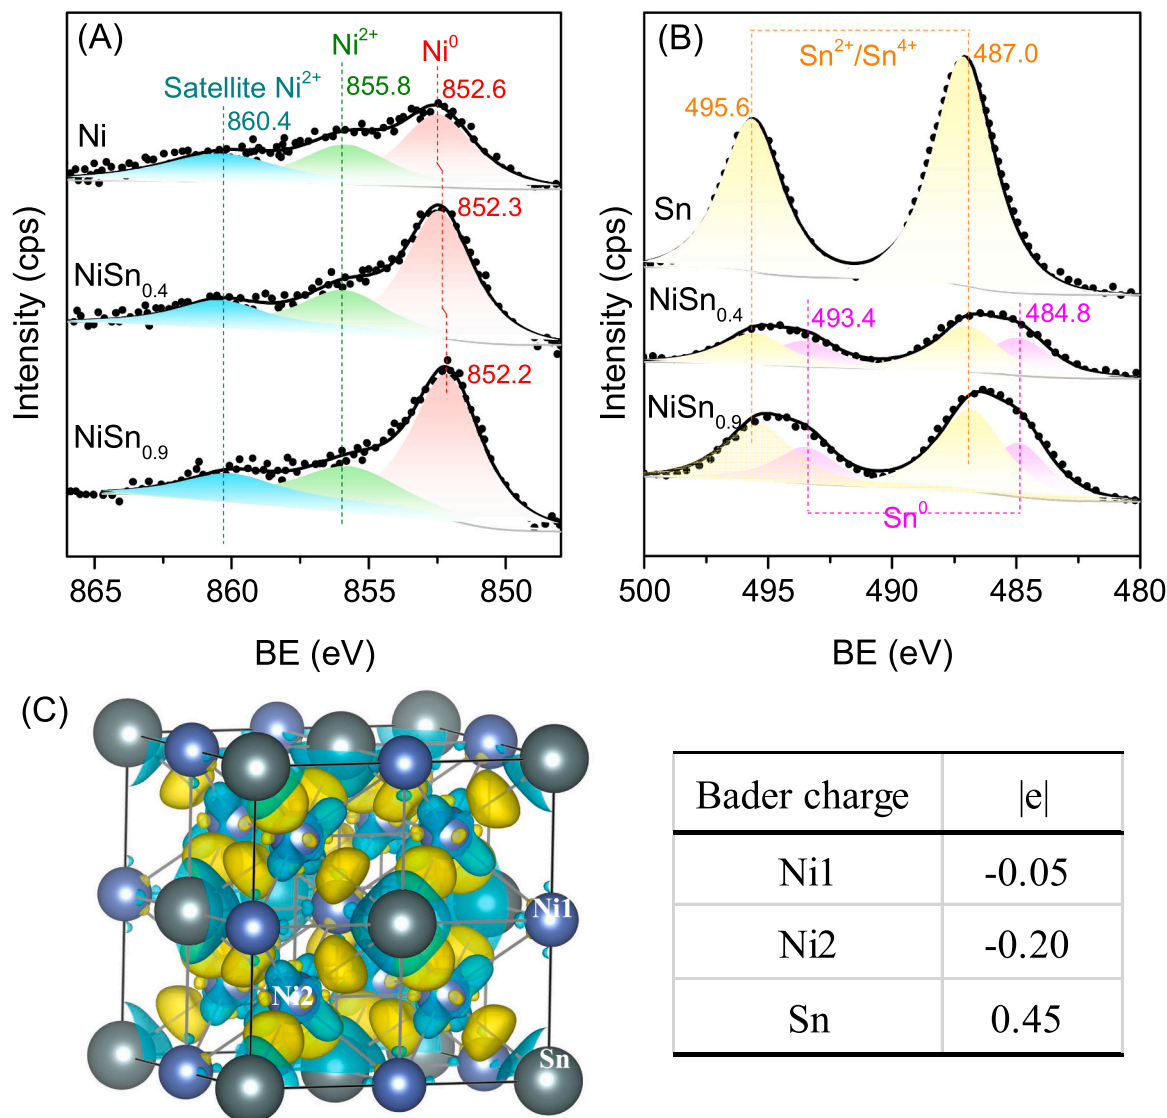 (A)
Ni²⁺
Ni⁰
Satellite Ni²⁺
855.8
852.6
860.4
Ni
852.3
NiSn₀.₄
852.2
NiSn₀.₉
Intensity (cps)
865
860
855
850
BE (eV)
(B)
Sn²⁺/Sn⁴⁺
487.0
495.6
Sn
NiSn₀.₄
493.4
484.8
NiSn₀.₉
Sn⁰
Intensity (cps)
500
495
490
485
480
BE (eV)
(C)
Ni1
Ni2
Sn
Bader charge |e|
Ni1 -0.05
Ni2 -0.20
Sn 0.45